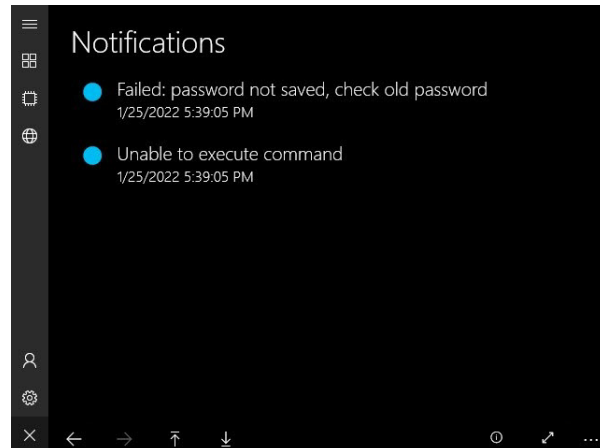 Notifications
Failed: password not saved, check old password
1/25/2022 5:39:05 PM
Unable to execute command
1/25/2022 5:39:05 PM